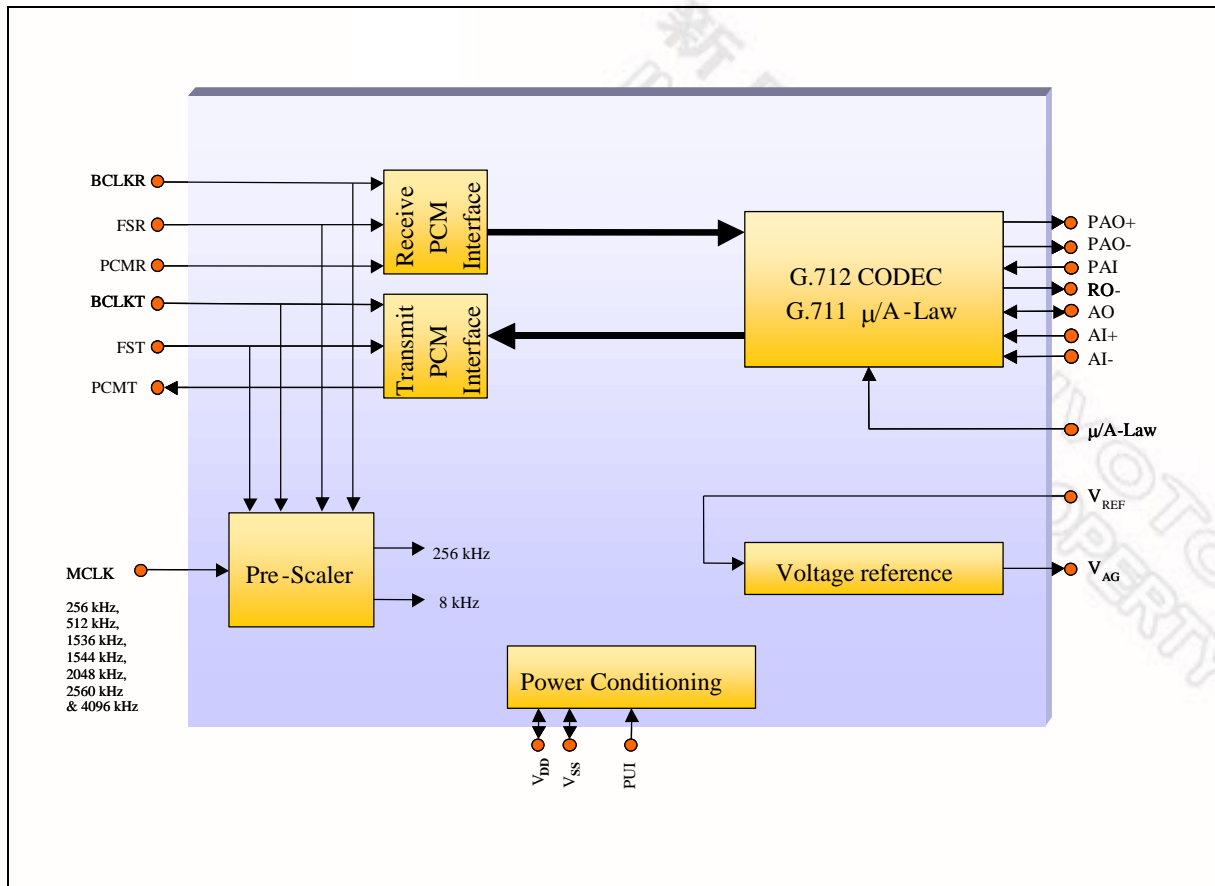 BCLKR
FSR
PCMR
BCLKT
FST
PCMT
Receive
PCM
Interface
Transmit
PCM
Interface
G.712 CODEC
G.711 μ/A-Law
PAO+
PAO-
PAI
RO-
AO
AI+
AI-
μ/A-Law
VREF
VAG
Voltage reference
MCLK
256 kHz,
512 kHz,
1536 kHz,
1544 kHz,
2048 kHz,
2560 kHz
& 4096 kHz
Pre-Scaler
256 kHz
8 kHz
Power Conditioning
VDD
VSS
PUI
新